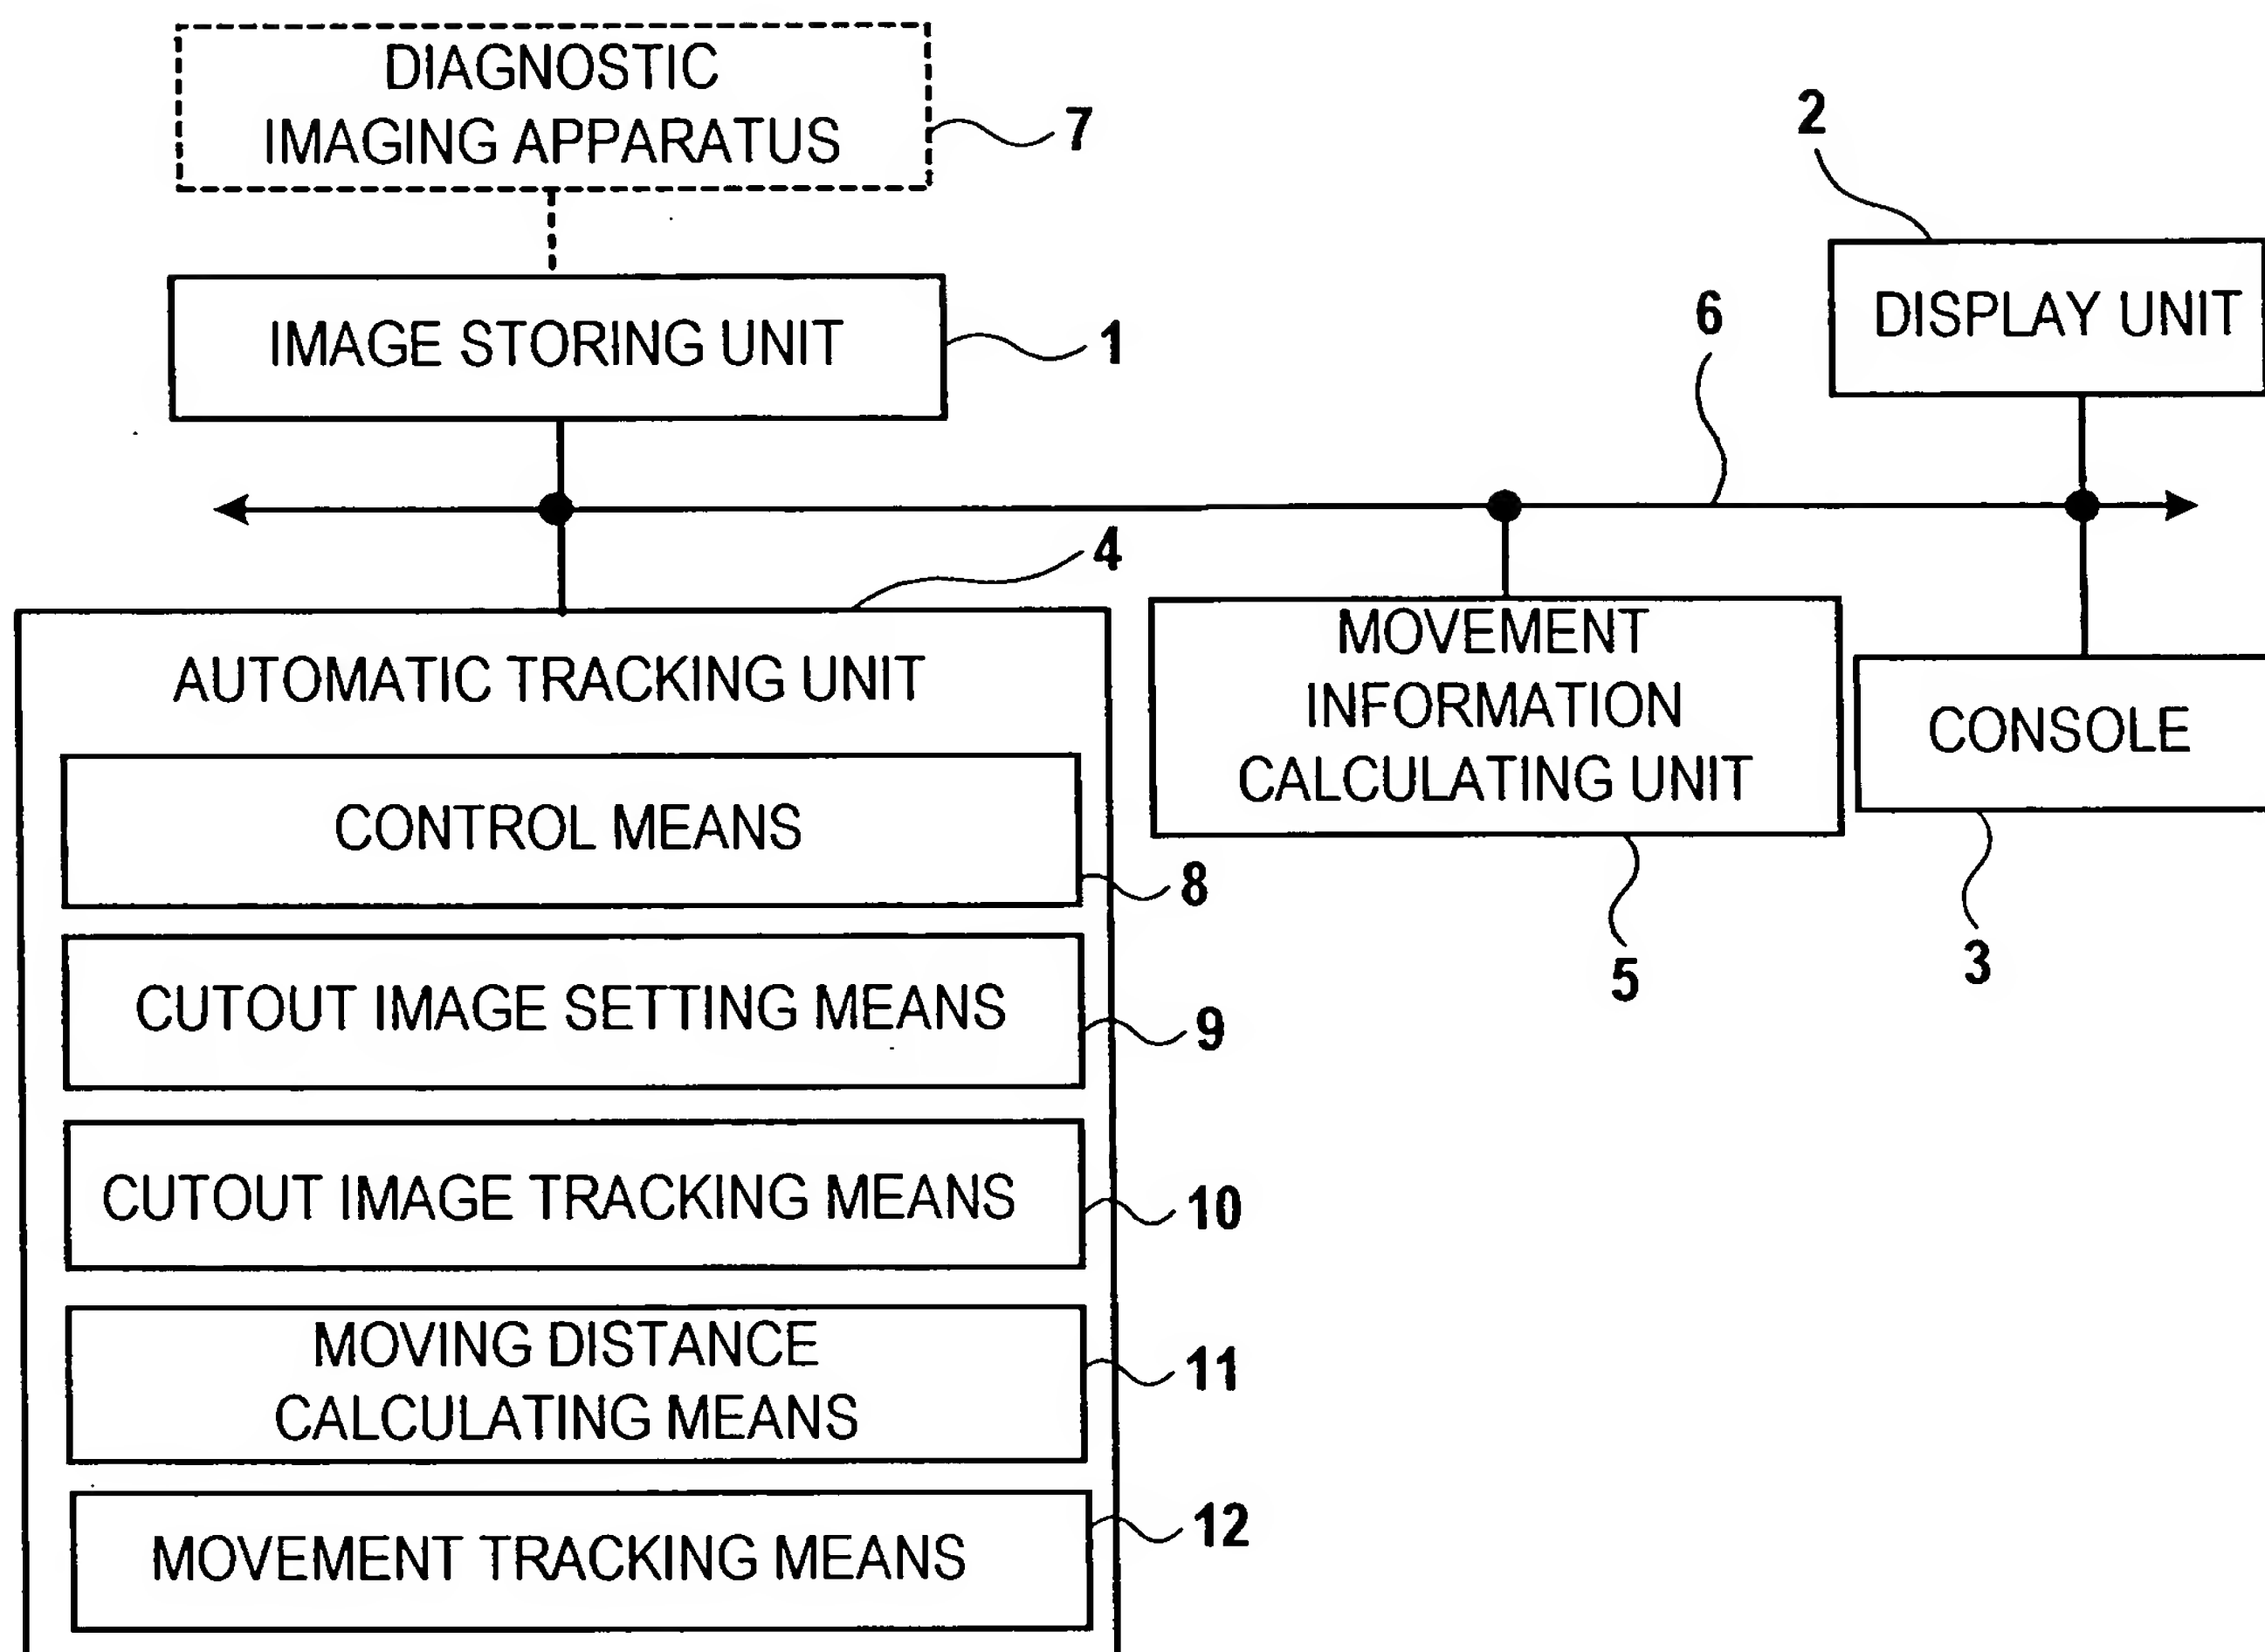 DIAGNOSTIC
IMAGING APPARATUS
7
2
IMAGE STORING UNIT
1
6
DISPLAY UNIT
4
AUTOMATIC TRACKING UNIT
MOVEMENT
INFORMATION
CALCULATING UNIT
5
CONSOLE
3
CONTROL MEANS
8
CUTOUT IMAGE SETTING MEANS
9
CUTOUT IMAGE TRACKING MEANS
10
MOVING DISTANCE
CALCULATING MEANS
11
MOVEMENT TRACKING MEANS
12